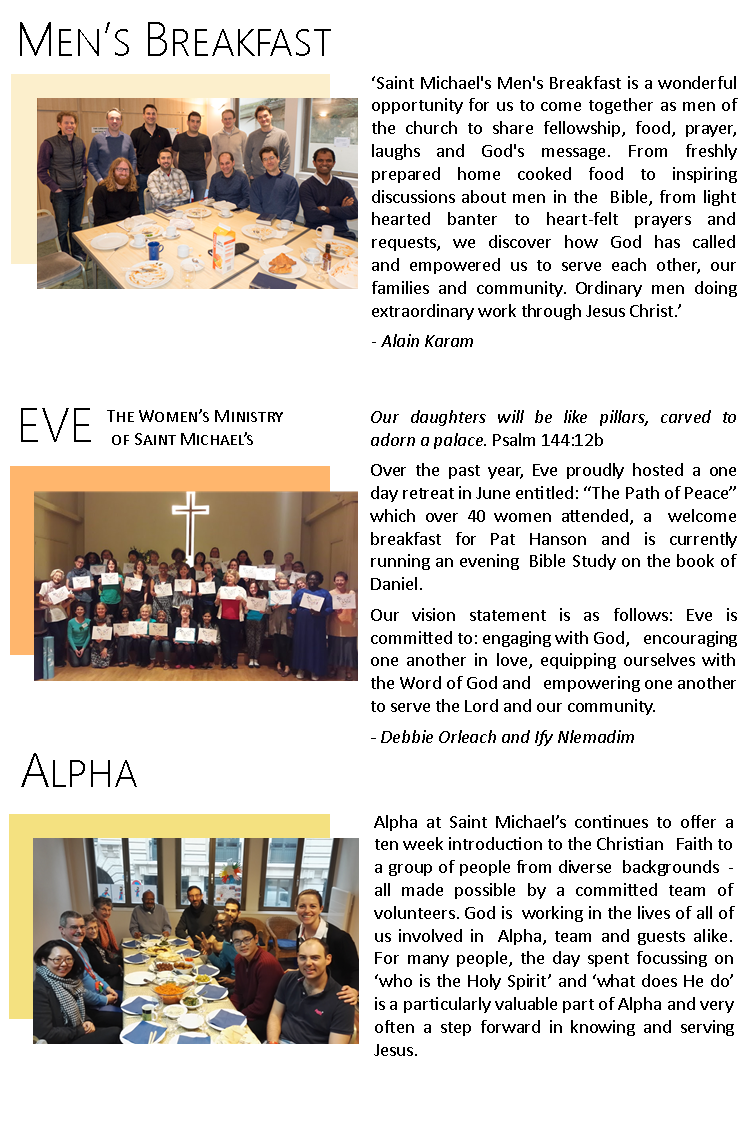 Men's Breakfast
'Saint Michael's Men's Breakfast is a wonderful
opportunity for us to come together as men of
the church to share fellowship, food, prayer,
laughs and God's message. From freshly
prepared home cooked food to inspiring
discussions about men in the Bible, from light
hearted banter to heart-felt prayers and
requests, we discover how God has called
and empowered us to serve each other, our
families and community. Ordinary men doing
extraordinary work through Jesus Christ.'
- Alain Karam
EVE The Women's Ministry
of Saint Michael's
Our daughters will be like pillars, carved to
adorn a palace. Psalm 144:12b
Over the past year, Eve proudly hosted a one
day retreat in June entitled: "The Path of Peace"
which over 40 women attended, a welcome
breakfast for Pat Hanson and is currently
running an evening Bible Study on the book of
Daniel.
Our vision statement is as follows: Eve is
committed to: engaging with God, encouraging
one another in love, equipping ourselves with
the Word of God and empowering one another
to serve the Lord and our community.
- Debbie Orleach and Ify Nlemadim
Alpha
Alpha at Saint Michael's continues to offer a
ten week introduction to the Christian Faith to
a group of people from diverse backgrounds -
all made possible by a committed team of
volunteers. God is working in the lives of all of
us involved in Alpha, team and guests alike.
For many people, the day spent focussing on
'who is the Holy Spirit' and 'what does He do'
is a particularly valuable part of Alpha and very
often a step forward in knowing and serving
Jesus.